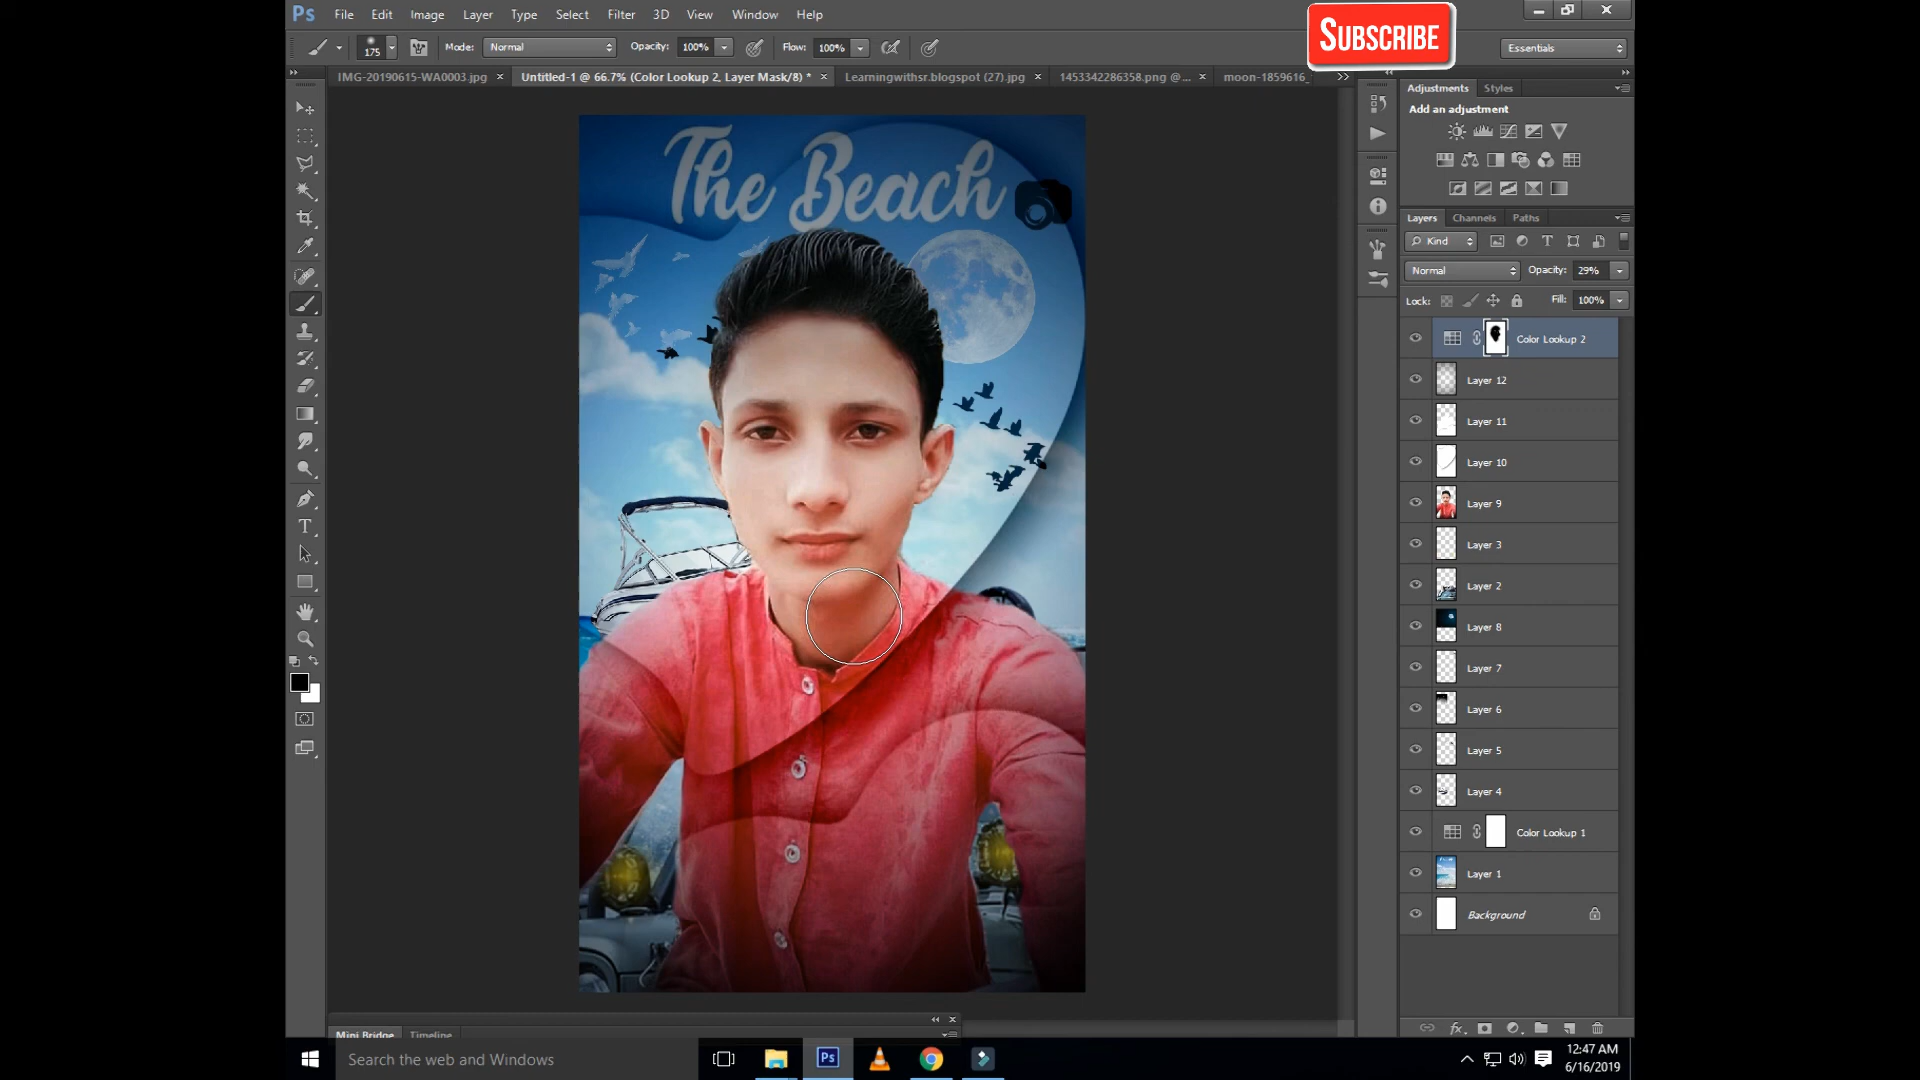 Ps File Edit Image Layer Type Select Filter 3D View Window Help
SUBSCRIBE
175 Mode: Normal Opacity: 100% Flow: 100% Essentials
IMG-20190615-WA0003.jpg × Untitled-1 @ 66.7% (Color Lookup 2, Layer Mask/8) * × Learningwithsr.blogspot (27).jpg × 1453342286358.png @... × moon-1859616_
Adjustments Styles
Add an adjustment
The Beach
Layers Channels Paths
Kind
Normal Opacity: 29%
Lock: Fill: 100%
Color Lookup 2
Layer 12
Layer 11
Layer 10
Layer 9
Layer 3
Layer 2
Layer 8
Layer 7
Layer 6
Layer 5
Layer 4
Color Lookup 1
Layer 1
Background
Mini Bridge Timeline
Search the web and Windows
Ps
12:47 AM
6/16/2019